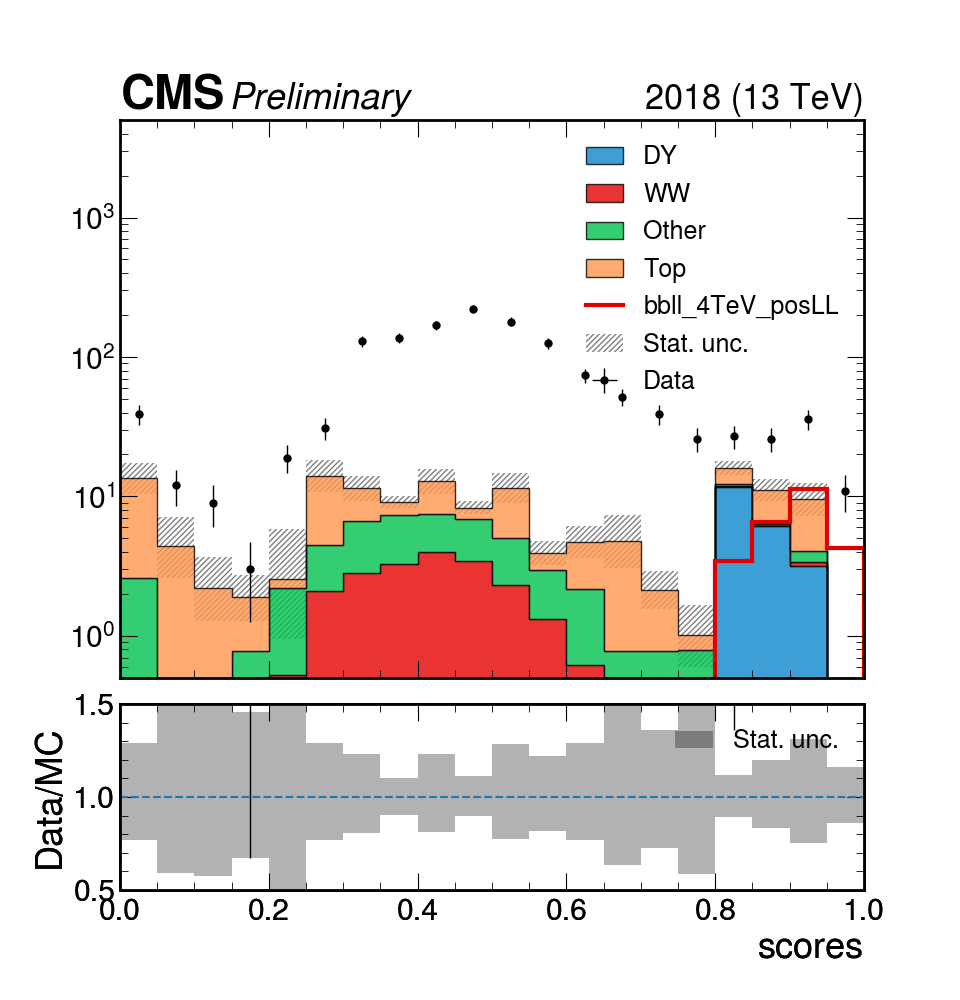 CMS Preliminary 2018 (13 TeV)
DY
WW
Other
Top
bbll_4TeV_posLL
Stat. unc.
Data
10³
10²
10¹
10⁰
1.5
1.0
0.5
Data/MC
Stat. unc.
0.0 0.2 0.4 0.6 0.8 1.0
scores